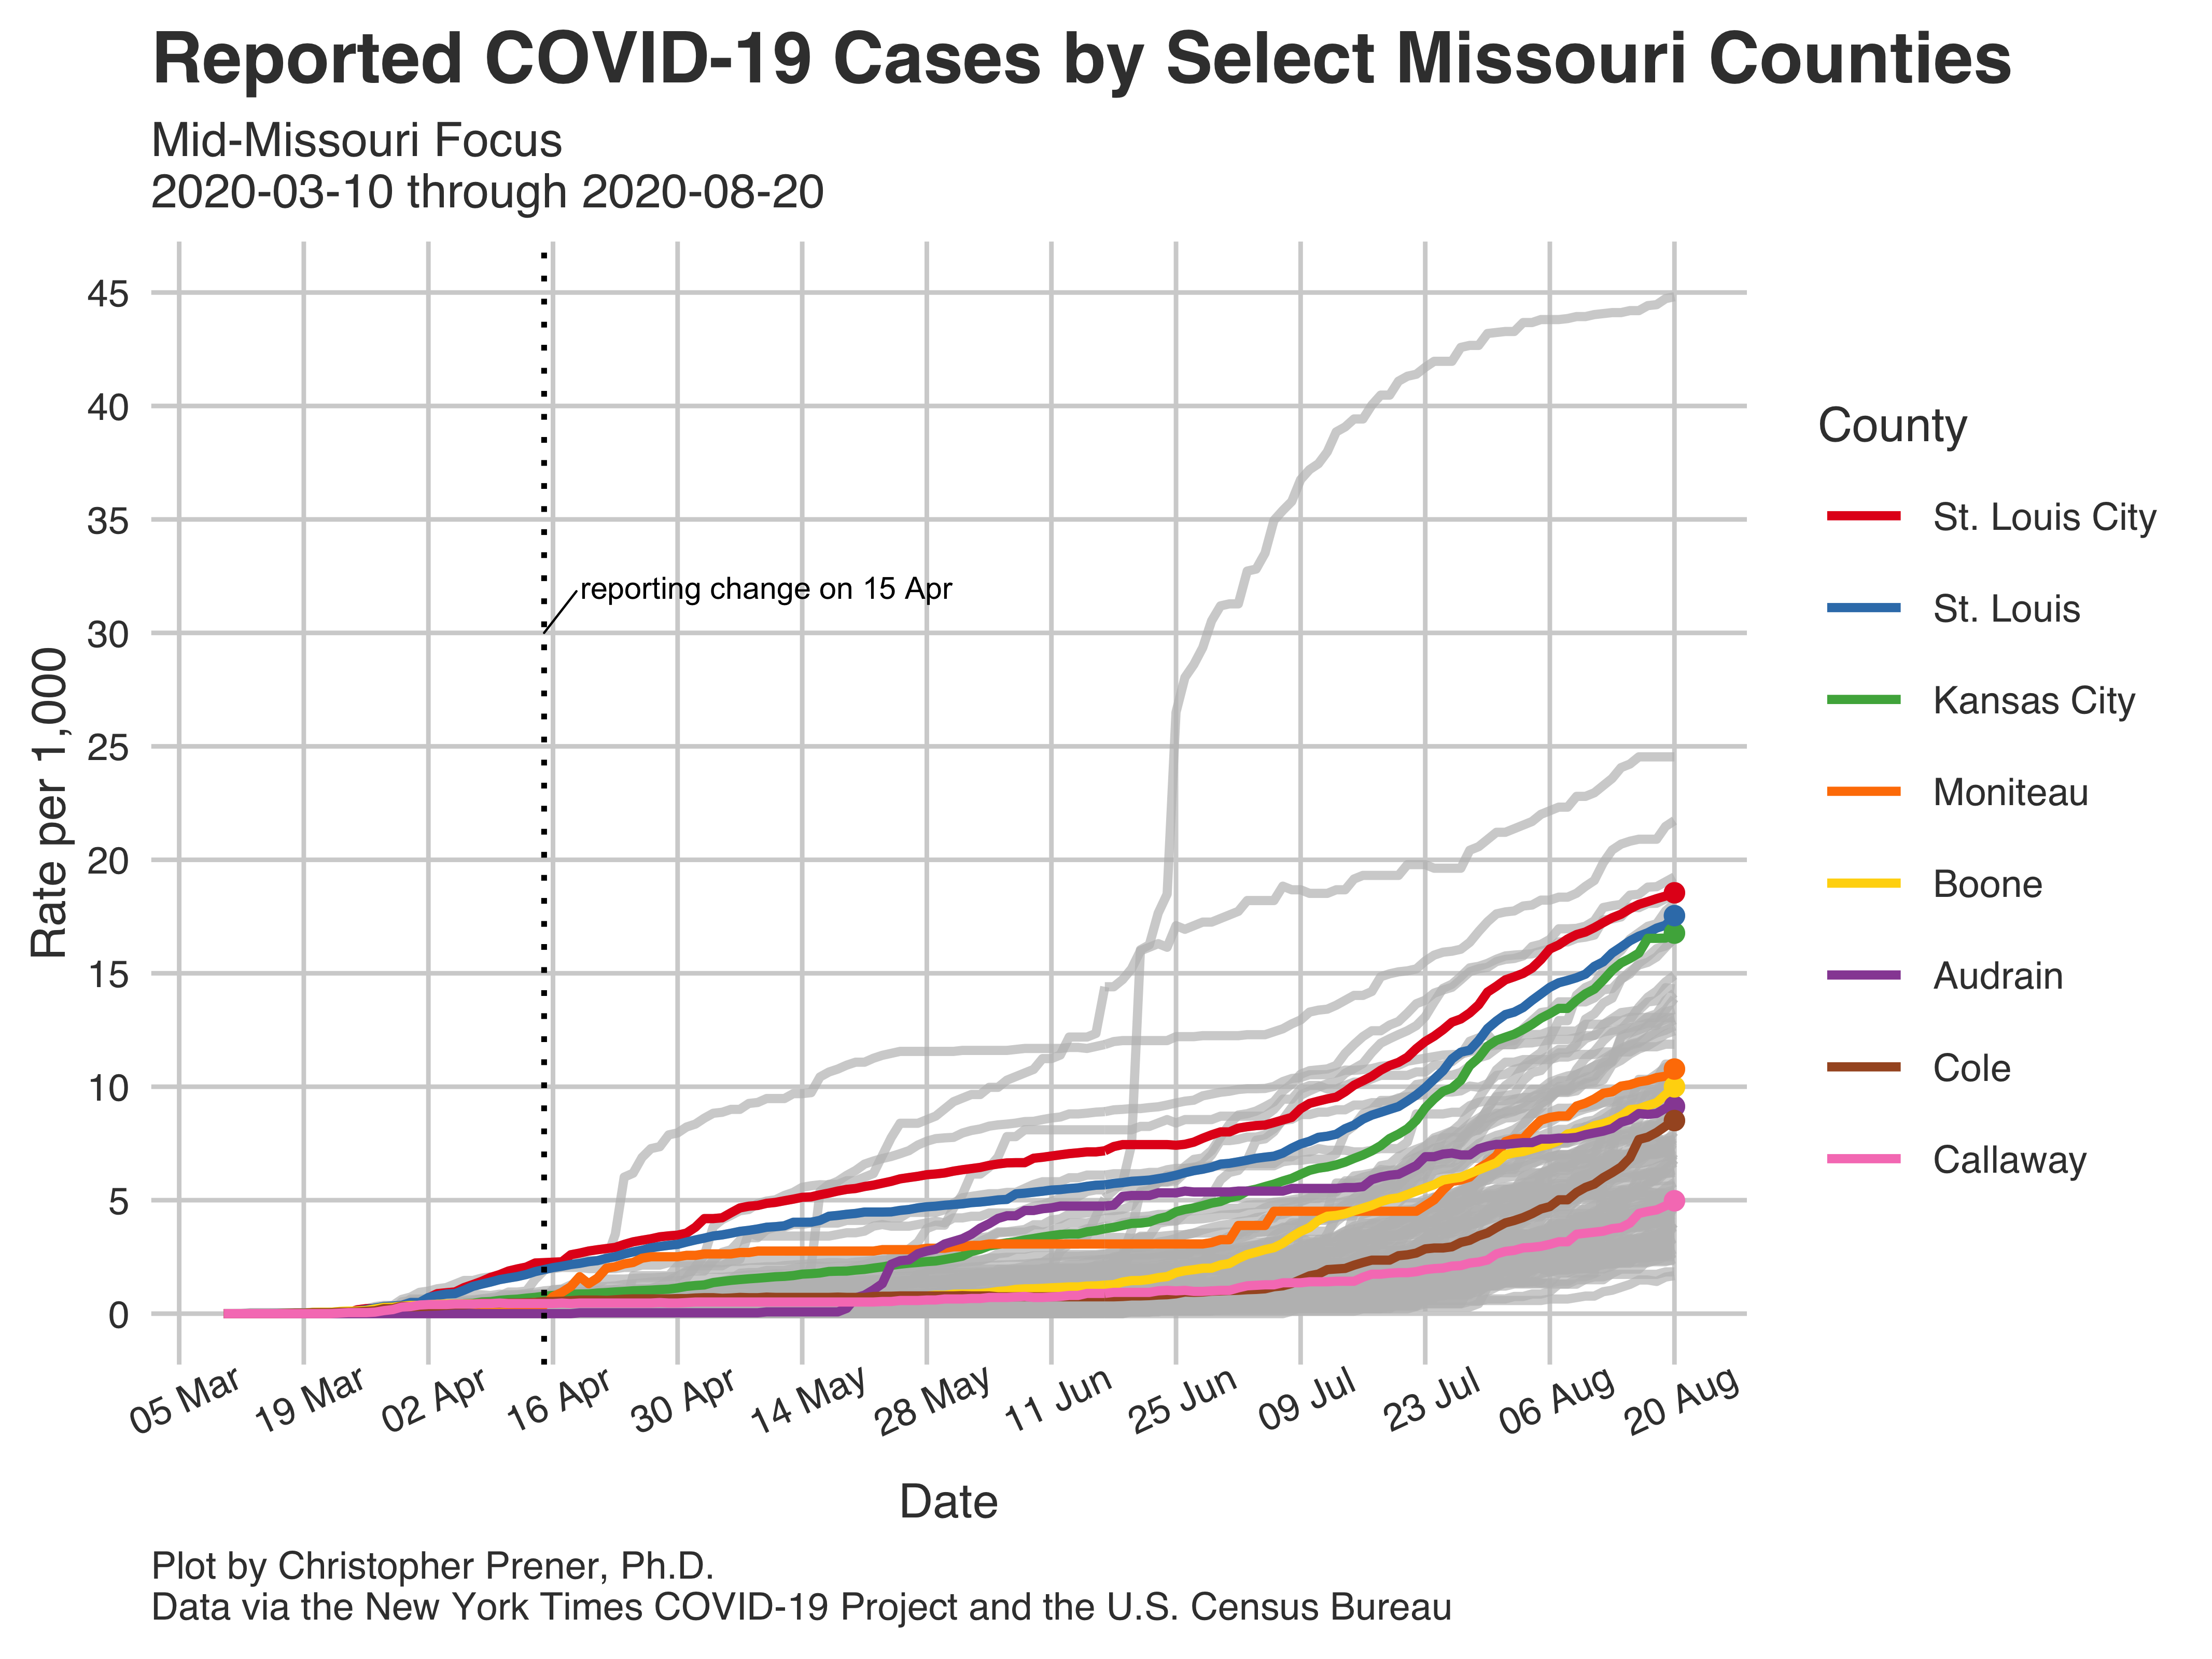 Reported COVID-19 Cases by Select Missouri Counties
Mid-Missouri Focus
2020-03-10 through 2020-08-20
Rate per 1,000
45
40
35
30
25
20
15
10
5
0
reporting change on 15 Apr
05 Mar
19 Mar
02 Apr
16 Apr
30 Apr
14 May
28 May
11 Jun
25 Jun
09 Jul
23 Jul
06 Aug
20 Aug
Date
County
St. Louis City
St. Louis
Kansas City
Moniteau
Boone
Audrain
Cole
Callaway
Plot by Christopher Prener, Ph.D.
Data via the New York Times COVID-19 Project and the U.S. Census Bureau